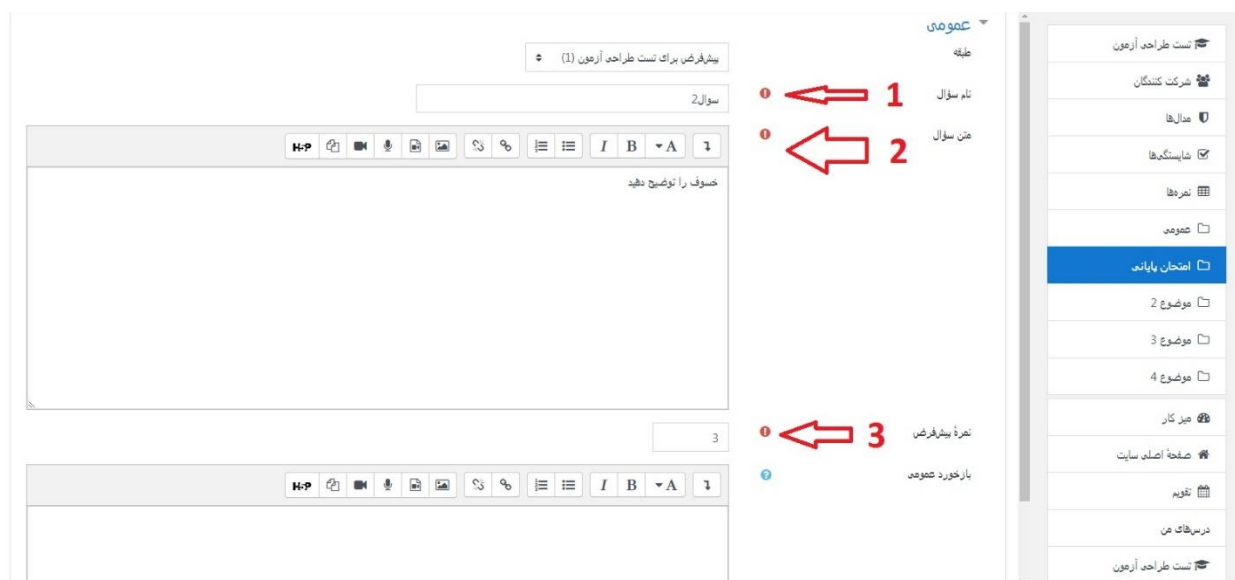 عمومی
طبقه
پیش‌فرض برای تست طراحی آزمون (1)
نام سؤال
1
سوال2
متن سؤال
2
H-P
I B A
خسوف را توضیح دهید
نمرهٔ پیش‌فرض
3
3
بازخورد عمومی
H-P
I B A
تست طراحی آزمون
شرکت کنندگان
مدال‌ها
شایستگی‌ها
نمره‌ها
عمومی
امتحان پایانی
موضوع 2
موضوع 3
موضوع 4
میز کار
صفحهٔ اصلی سایت
تقویم
درس‌های من
تست طراحی آزمون